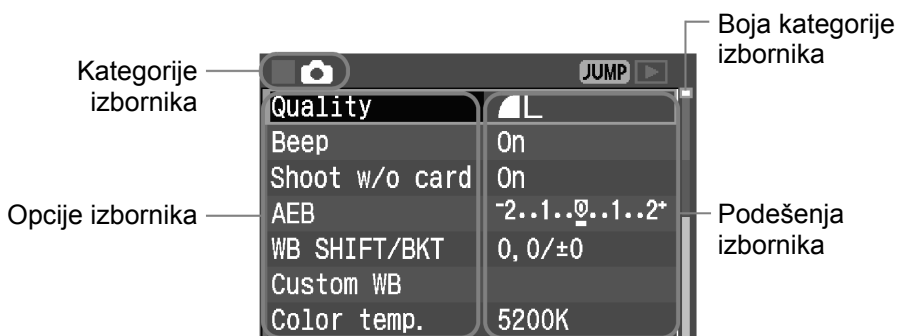 Boja kategorije
izbornika
Kategorije
izbornika
JUMP
Quality L
Beep On
Shoot w/o card On
Opcije izbornika
AEB -2..1..0..1..2+
Podešenja
izbornika
WB SHIFT/BKT 0,0/±0
Custom WB
Color temp. 5200K